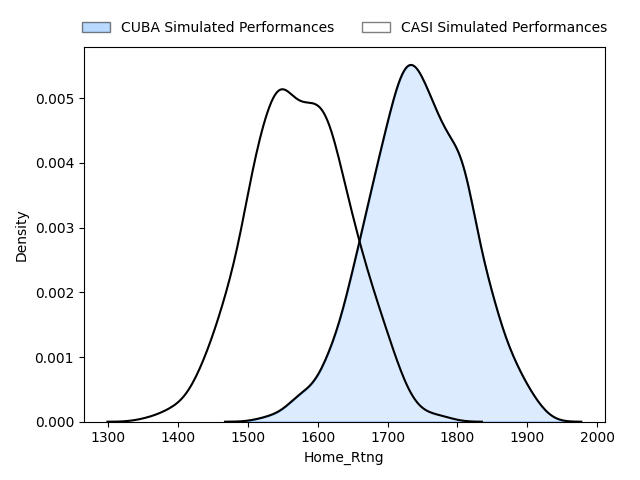 CUBA Simulated Performances CASI Simulated Performances
0.005
0.004
0.003
0.002
0.001
0.000
Density
1300 1400 1500 1600 1700 1800 1900 2000
Home_Rtng